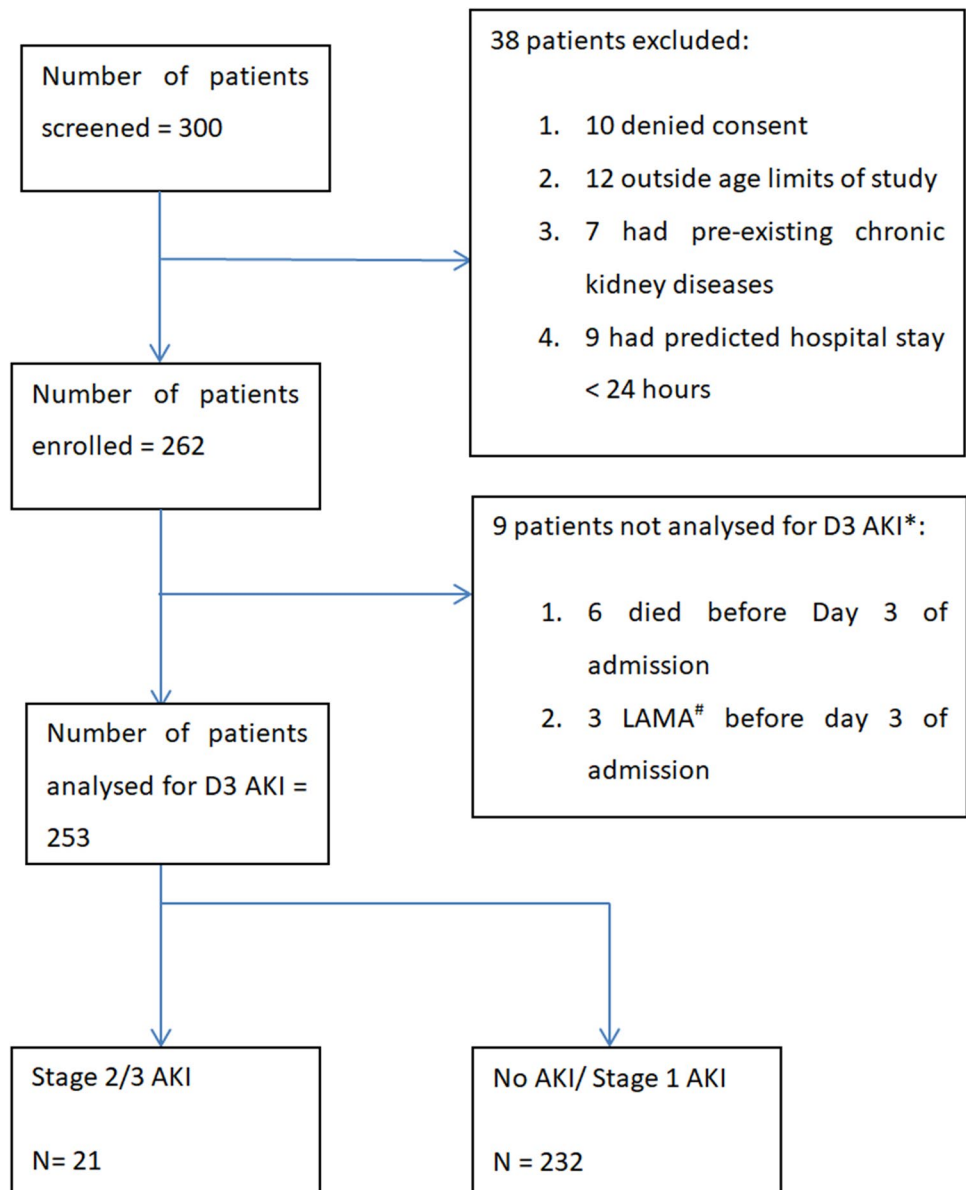 Number of patients
screened = 300
38 patients excluded:
1. 10 denied consent
2. 12 outside age limits of study
3. 7 had pre-existing chronic
kidney diseases
4. 9 had predicted hospital stay
< 24 hours
Number of patients
enrolled = 262
9 patients not analysed for D3 AKI*:
1. 6 died before Day 3 of
admission
2. 3 LAMA# before day 3 of
admission
Number of patients
analysed for D3 AKI =
253
Stage 2/3 AKI
N= 21
No AKI/ Stage 1 AKI
N = 232